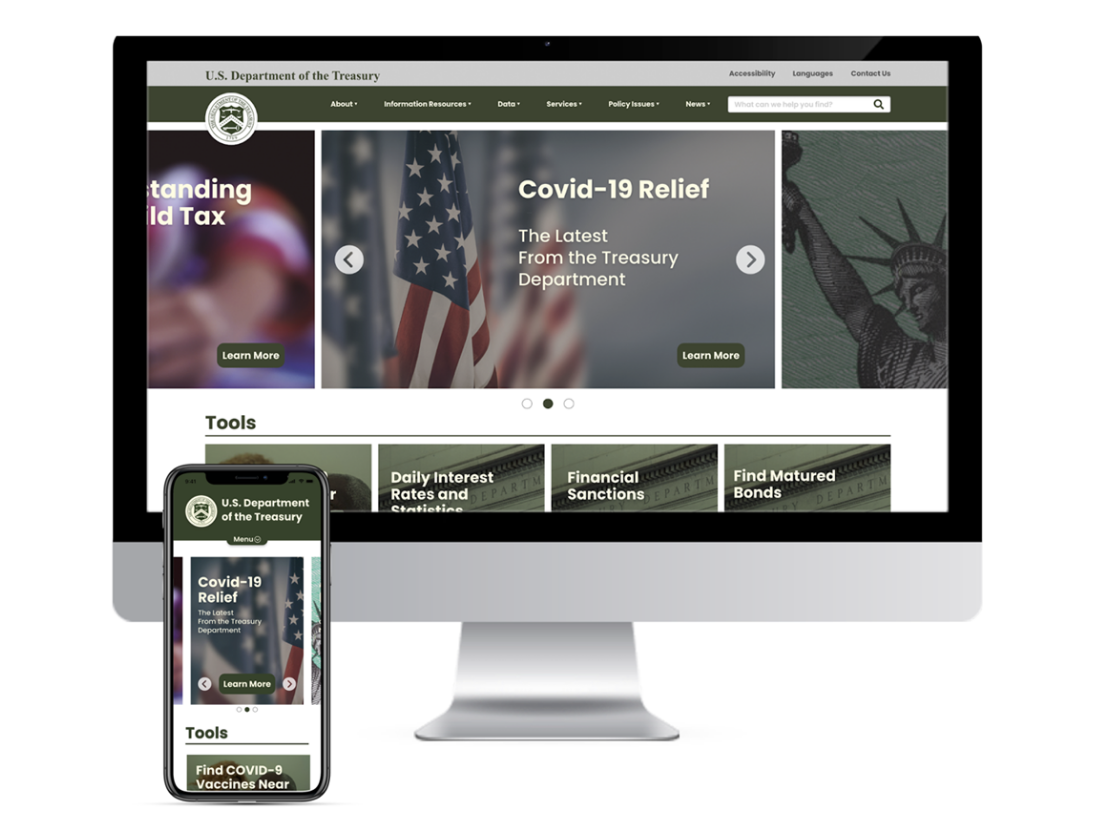 U.S. Department of the Treasury
Accessibility Languages Contact Us
About Information Resources Data Services Policy Issues News What can we help you find?
standing
ld Tax
Learn More
Covid-19 Relief
The Latest
From the Treasury
Department
Learn More
Tools
r
Daily Interest
Rates and
Statistics
Financial
Sanctions
Find Matured
Bonds
9:41
U.S. Department
of the Treasury
Menu
Covid-19
Relief
The Latest
From the Treasury
Department
Learn More
Tools
Find COVID-9
Vaccines Near